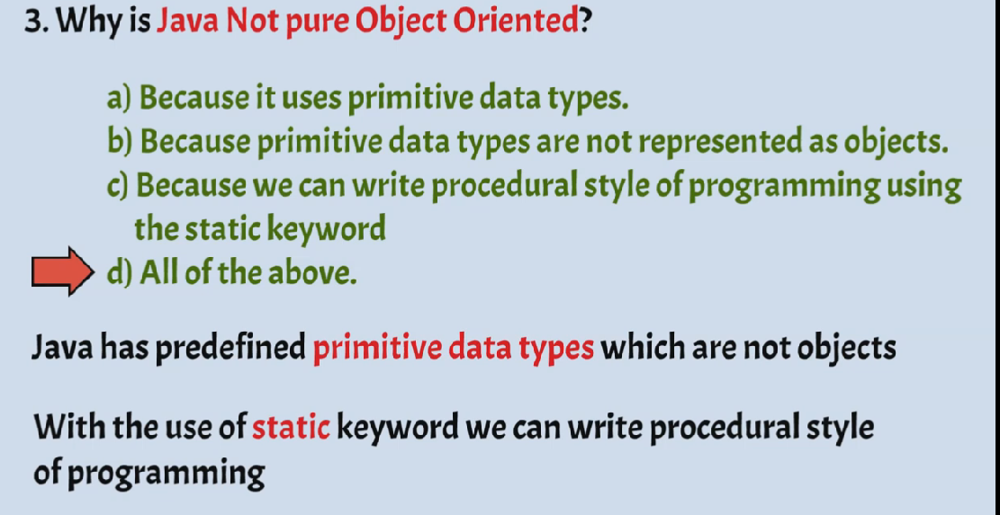 3. Why is Java Not pure Object Oriented?
a) Because it uses primitive data types.
b) Because primitive data types are not represented as objects.
c) Because we can write procedural style of programming using
the static keyword
d) All of the above.
Java has predefined primitive data types which are not objects
With the use of static keyword we can write procedural style
of programming